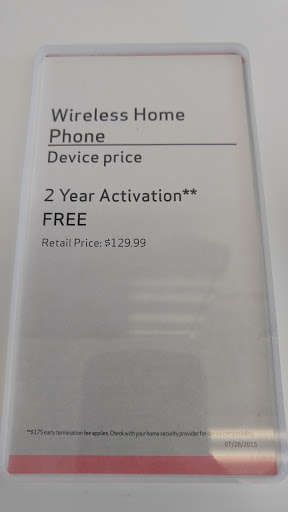 Wireless Home
Phone
Device price
2 Year Activation**
FREE
Retail Price: $129.99
**$175 early termination fee applies. Check with your home security provider for
07/28/2015